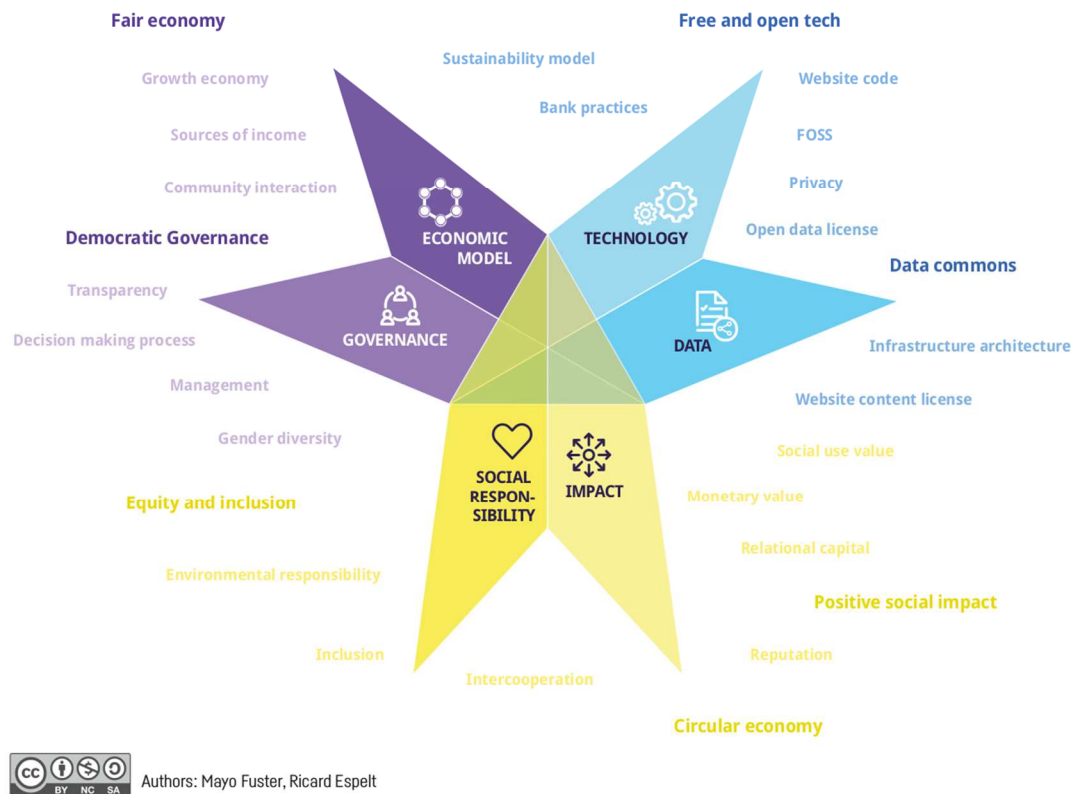 Fair economy
Free and open tech
Sustainability model
Growth economy
Website code
Bank practices
Sources of income
FOSS
Community interaction
Privacy
Open data license
Democratic Governance
ECONOMIC
MODEL
TECHNOLOGY
Data commons
Transparency
Decision making process
GOVERNANCE
DATA
Infrastructure architecture
Management
Website content license
Gender diversity
Social use value
SOCIAL
RESPON-
SIBILITY
IMPACT
Monetary value
Equity and inclusion
Relational capital
Environmental responsibility
Positive social impact
Inclusion
Reputation
Intercooperation
Circular economy
cc
BY NC SA
Authors: Mayo Fuster, Ricard Espelt